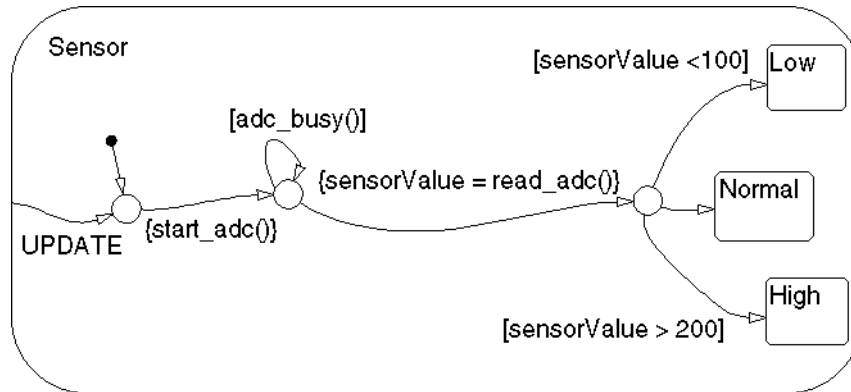 Sensor
[sensorValue <100]
Low
[adc_busy()]
{sensorValue = read_adc()}
Normal
{start_adc()}
UPDATE
High
[sensorValue > 200]